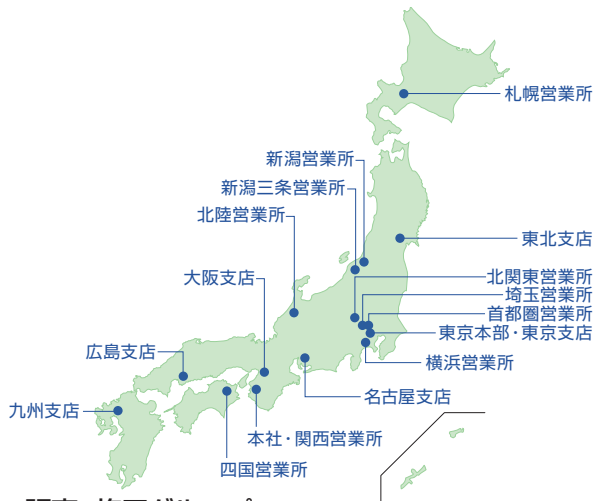 札幌営業所
新潟営業所
新潟三条営業所
北陸営業所
東北支店
大阪支店
北関東営業所
埼玉営業所
首都圏営業所
東京本部・東京支店
広島支店
横浜営業所
名古屋支店
九州支店
本社・関西営業所
四国営業所